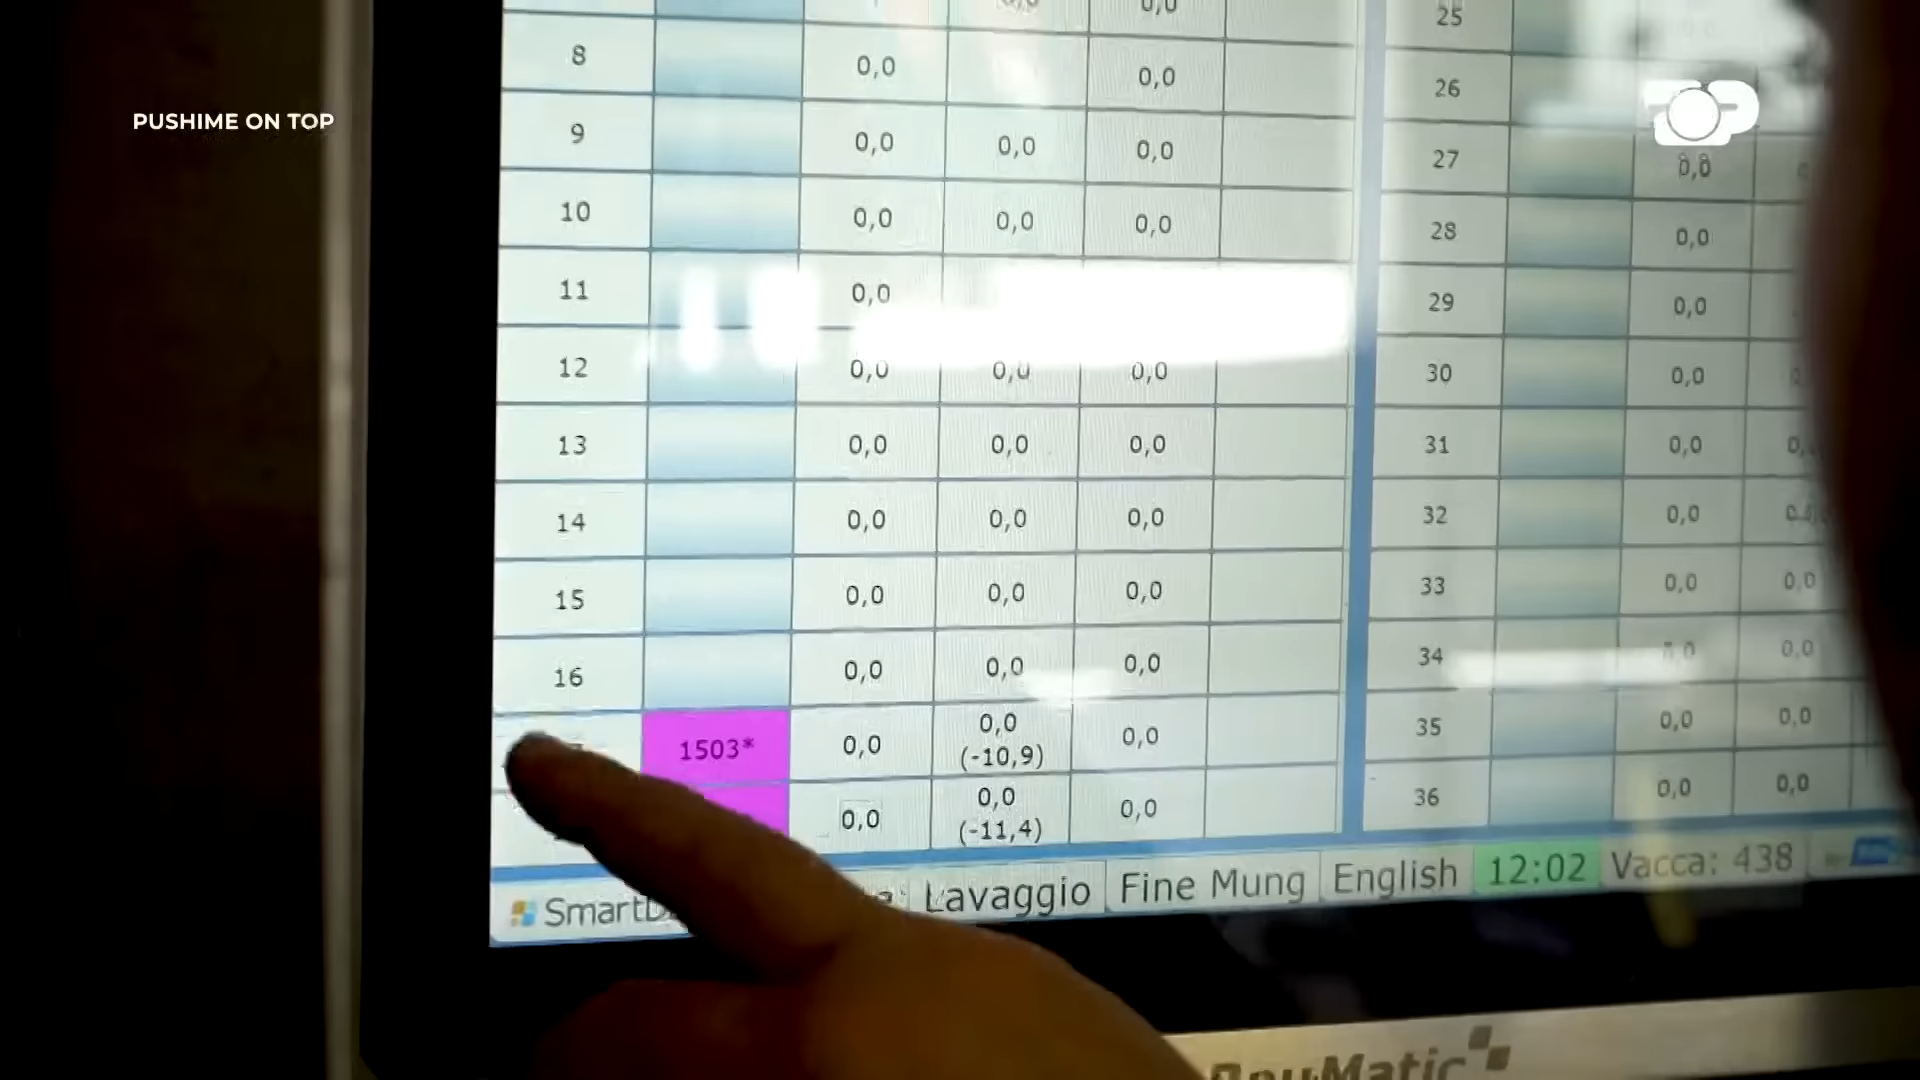 PUSHIME ON TOP
TOP
25
8 0,0 0,0 26
9 0,0 0,0 0,0 27 0,0
10 0,0 0,0 0,0 28 0,0
11 0,0 29 0,0
12 0,0 0,0 0,0 30 0,0
13 0,0 0,0 0,0 31 0,0
14 0,0 0,0 0,0 32 0,0
15 0,0 0,0 0,0 33 0,0 0,0
16 0,0 0,0 0,0 34 0,0
1503* 0,0 0,0 (-10,9) 0,0 35 0,0 0,0
0,0 0,0 (-11,4) 0,0 36 0,0 0,0
Lavaggio Fine Mung English 12:02 Vacca: 438